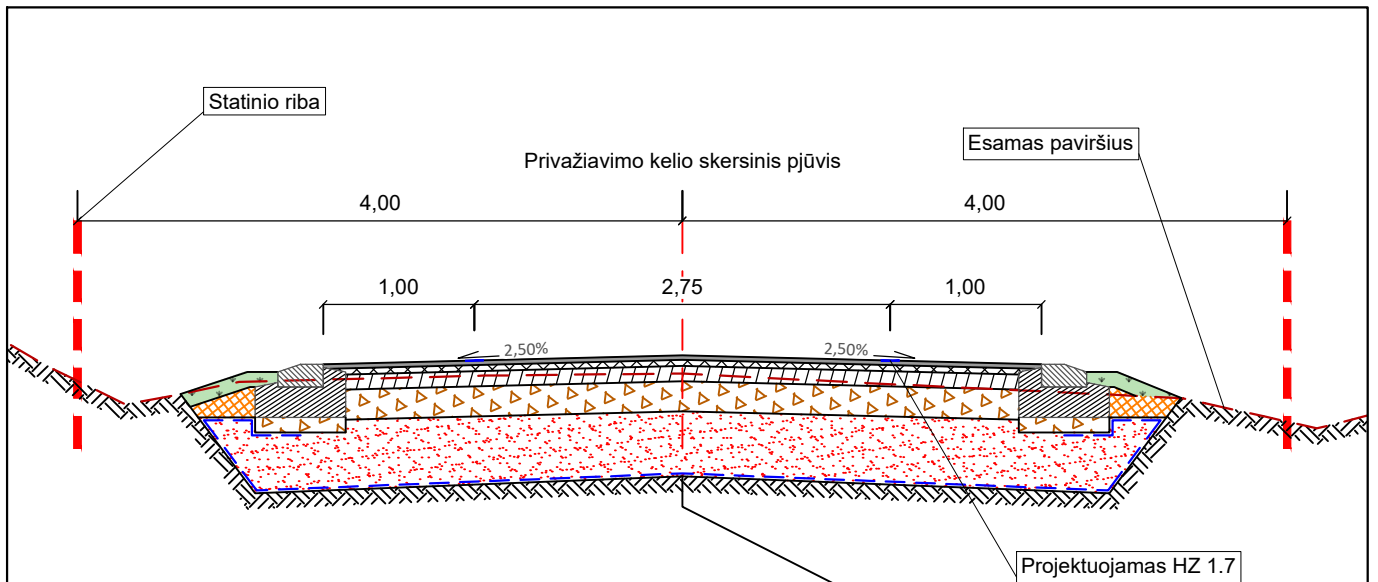 Statinio riba
Esamas paviršius
Privažiavimo kelio skersinis pjūvis
4,00
4,00
1,00
2,75
1,00
2,50%
2,50%
Projektuojamas HZ 1.7